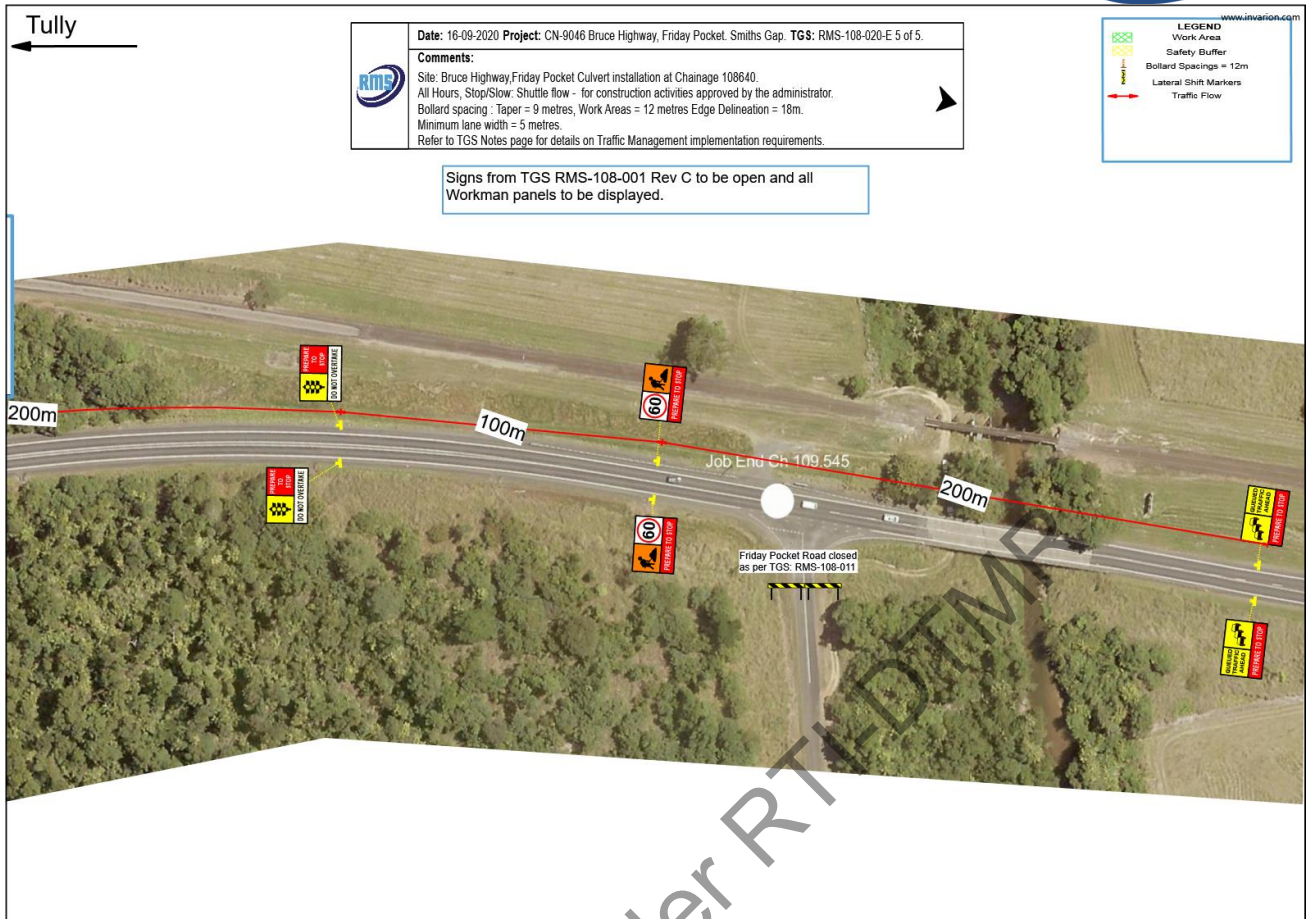 Tully
www.invarion.com
RMS
Date: 16-09-2020 Project: CN-9046 Bruce Highway, Friday Pocket. Smiths Gap. TGS: RMS-108-020-E 5 of 5.
Comments:
Site: Bruce Highway,Friday Pocket Culvert installation at Chainage 108640.
All Hours, Stop/Slow: Shuttle flow - for construction activities approved by the administrator.
Bollard spacing : Taper = 9 metres, Work Areas = 12 metres Edge Delineation = 18m.
Minimum lane width = 5 metres.
Refer to TGS Notes page for details on Traffic Management implementation requirements.
LEGEND
Work Area
Safety Buffer
Bollard Spacings = 12m
Lateral Shift Markers
Traffic Flow
Signs from TGS RMS-108-001 Rev C to be open and all
Workman panels to be displayed.
PREPARE
TO
STOP
DO NOT OVERTAKE
60
PREPARE TO STOP
200m
100m
Job End Ch 109.545
200m
QUEUED
TRAFFIC
AHEAD
PREPARE TO STOP
PREPARE
TO
STOP
DO NOT OVERTAKE
60
PREPARE TO STOP
Friday Pocket Road closed
as per TGS: RMS-108-011
QUEUED
TRAFFIC
AHEAD
PREPARE TO STOP
der RTI-DTMR